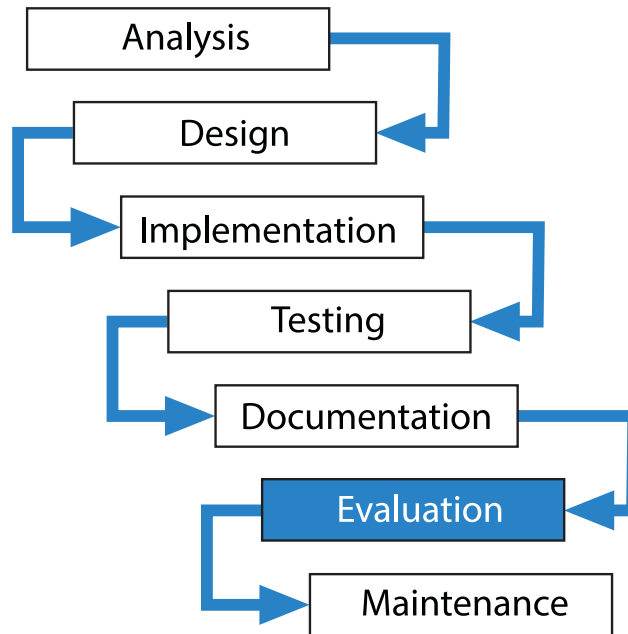 Analysis
Design
Implementation
Testing
Documentation
Evaluation
Maintenance